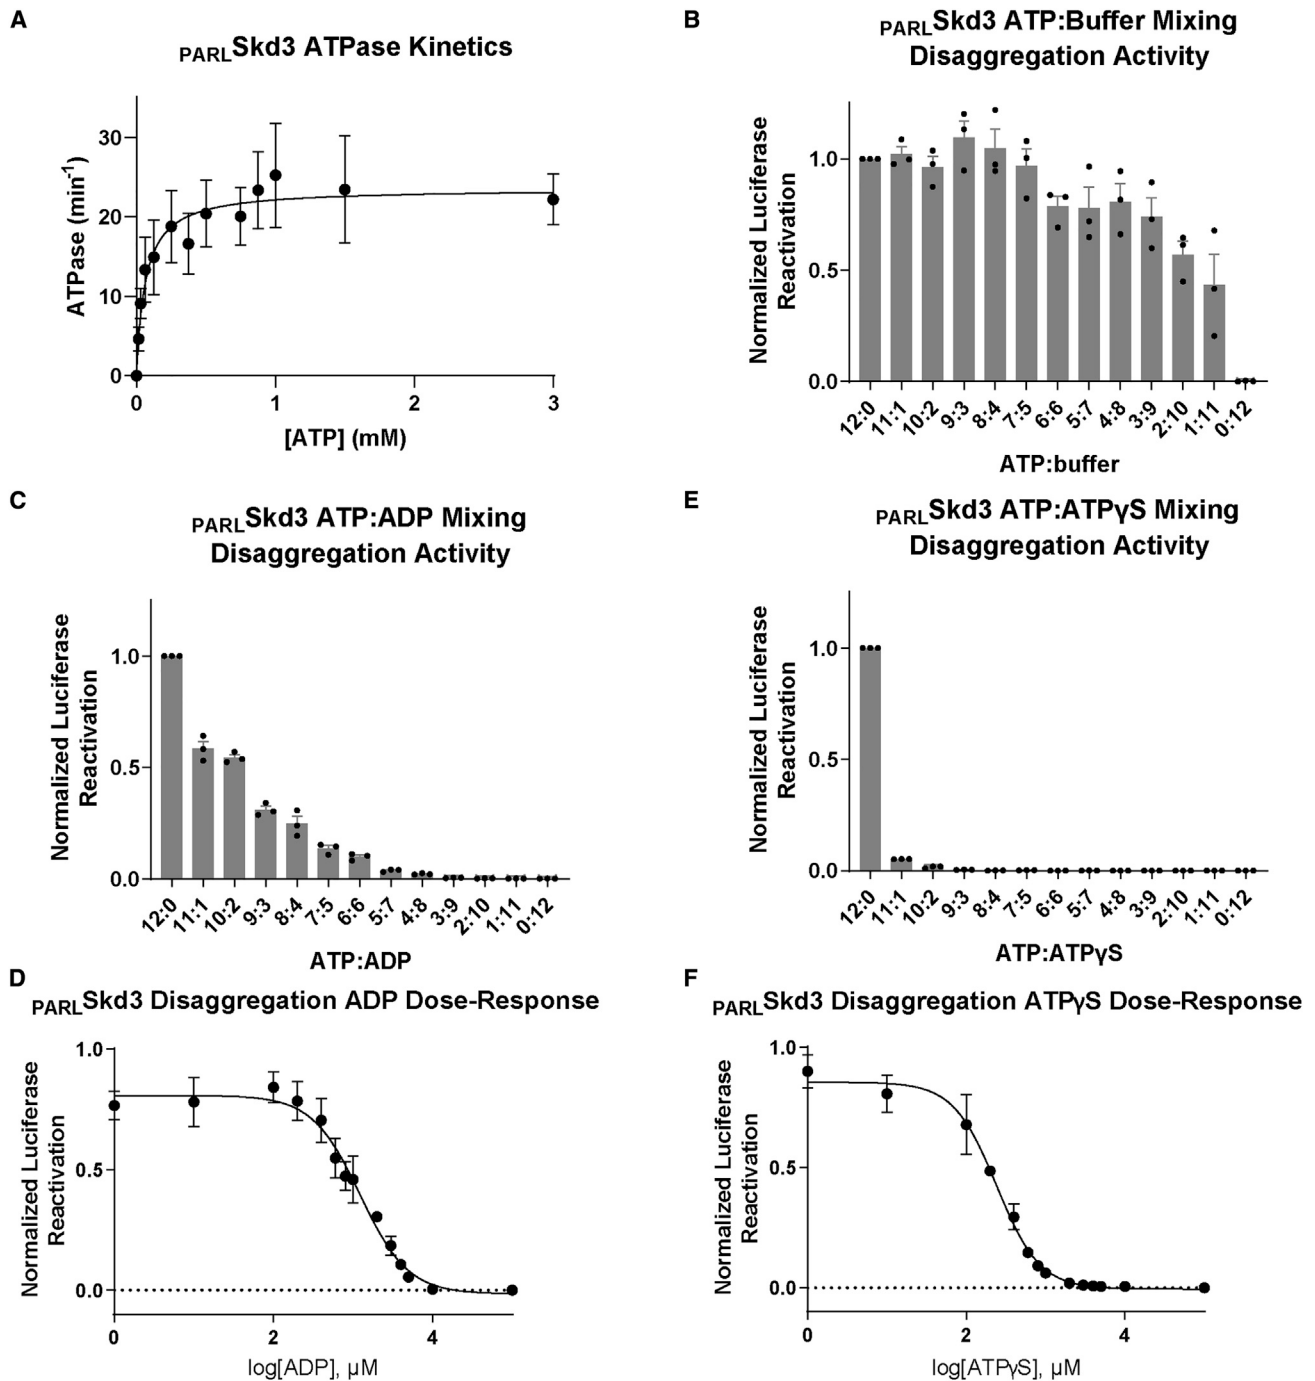 A
PARLSkd3 ATPase Kinetics
ATPase (min-1)
30
20
10
0
0
1
2
3
[ATP] (mM)
B
PARLSkd3 ATP:Buffer Mixing
Disaggregation Activity
Normalized Luciferase
Reactivation
1.0
0.5
0.0
12:0
11:1
10:2
9:3
8:4
7:5
6:6
5:7
4:8
3:9
2:10
1:11
0:12
ATP:buffer
C
PARLSkd3 ATP:ADP Mixing
Disaggregation Activity
Normalized Luciferase
Reactivation
1.0
0.5
0.0
12:0
11:1
10:2
9:3
8:4
7:5
6:6
5:7
4:8
3:9
2:10
1:11
0:12
ATP:ADP
E
PARLSkd3 ATP:ATPγS Mixing
Disaggregation Activity
Normalized Luciferase
Reactivation
1.0
0.5
0.0
12:0
11:1
10:2
9:3
8:4
7:5
6:6
5:7
4:8
3:9
2:10
1:11
0:12
ATP:ATPγS
D
PARLSkd3 Disaggregation ADP Dose-Response
Normalized Luciferase
Reactivation
1.0
0.5
0.0
0
2
4
log[ADP], μM
F
PARLSkd3 Disaggregation ATPγS Dose-Response
Normalized Luciferase
Reactivation
1.0
0.5
0.0
0
2
4
log[ATPγS], μM